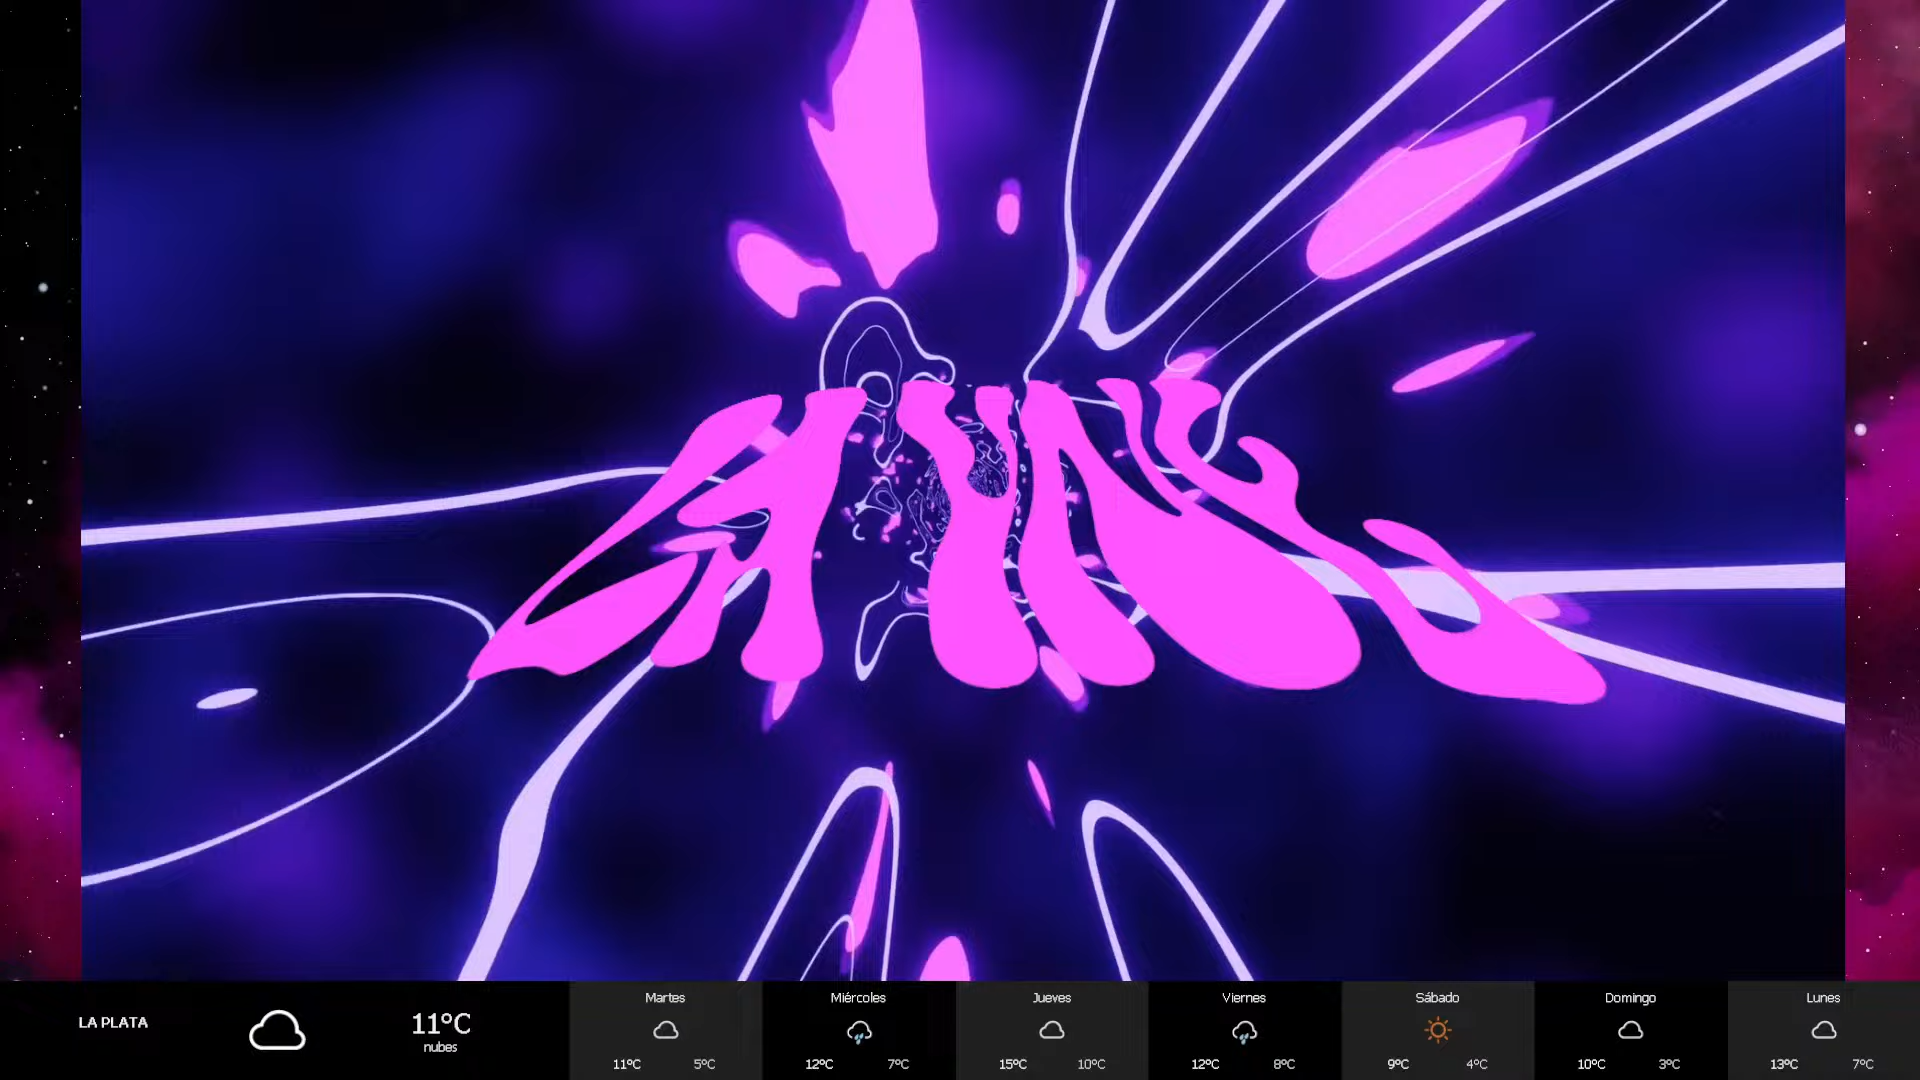 LA PLATA
11°C
nubes
Martes
11°C 5°C
Miércoles
12°C 7°C
Jueves
15°C 10°C
Viernes
12°C 8°C
Sábado
9°C 4°C
Domingo
10°C 3°C
Lunes
13°C 7°C